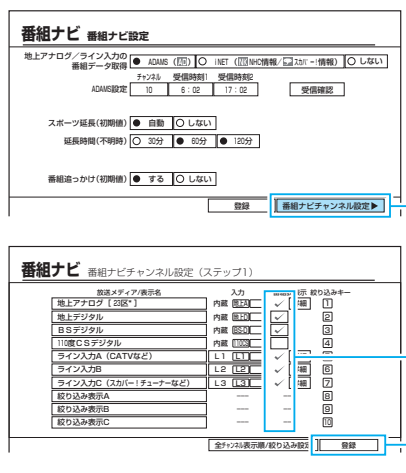 番組ナビ 番組ナビ設定
地上アナログ／ライン入力の
番組データ取得 ● ADAMS ( ) ○ iNET ( NHC情報／ スカパー!情報) ○ しない
チャンネル 受信時刻1 受信時刻2
ADAMS設定 10 6：02 17：02 受信確認
スポーツ延長(初期値) ● 自動 ○ しない
延長時間(不明時) ○ 30分 ● 60分 ● 120分
番組追っかけ(初期値) ● する ○ しない
登録 番組ナビチャンネル設定▶
番組ナビ 番組ナビチャンネル設定（ステップ1）
放送メディア/表示名 入力 示 絞り込みキー
地上アナログ［23区*］ 内蔵 地上A ✓ 細 1
地上デジタル 内蔵 地上D ✓ 2
ＢＳデジタル 内蔵 BSD ✓ 3
110度ＣＳデジタル 内蔵 110CS 4
ライン入力A（CATVなど） L1 L1 ✓ 5
ライン入力B L2 L2 ✓ 詳細 6
ライン入力C（スカパー！チューナーなど） L3 L3 ✓ 細 7
絞り込み表示A --- -- 8
絞り込み表示B --- -- 9
絞り込み表示C --- -- 10
全チャンネル表示順/絞り込み設定 登録